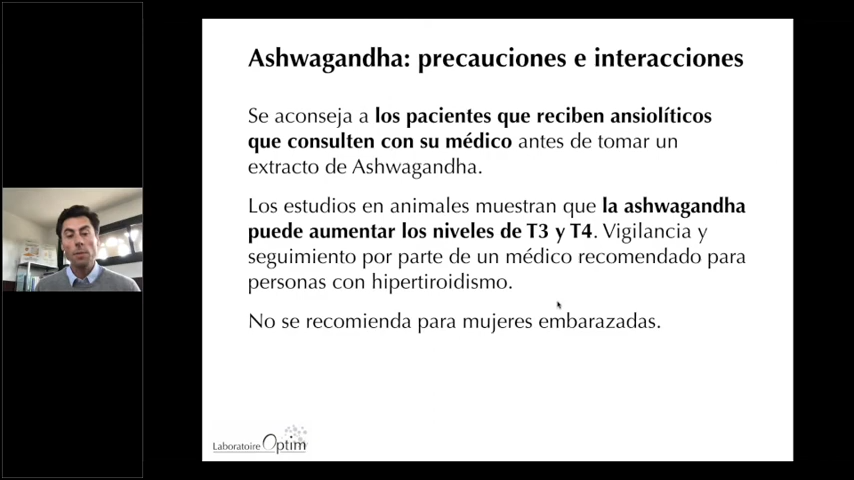 Ashwagandha: precauciones e interacciones
Se aconseja a los pacientes que reciben ansiolíticos
que consulten con su médico antes de tomar un
extracto de Ashwagandha.
Los estudios en animales muestran que la ashwagandha
puede aumentar los niveles de T3 y T4. Vigilancia y
seguimiento por parte de un médico recomendado para
personas con hipertiroidismo.
No se recomienda para mujeres embarazadas.
Laboratoire Optim